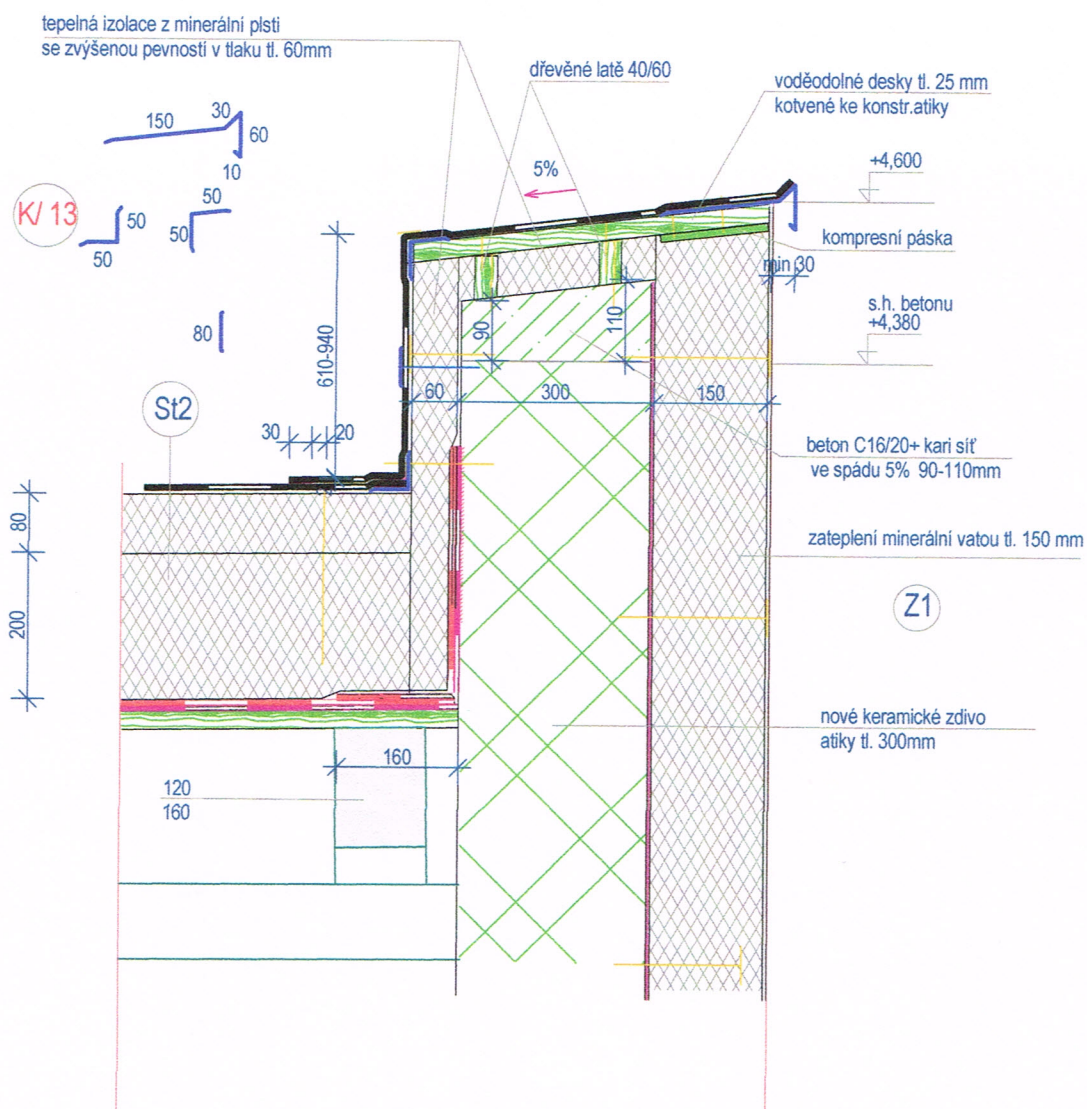 tepelná izolace z minerální plsti
se zvýšenou pevností v tlaku tl. 60mm
dřevěné latě 40/60
voděodolné desky tl. 25 mm
kotvené ke konstr.atiky
150
30
60
10
5%
+4,600
K/ 13
50
50
50
50
kompresní páska
min 30
s.h. betonu
+4,380
80
610-940
90
110
St2
60
300
150
30
20
beton C16/20+ kari síť
ve spádu 5% 90-110mm
80
zateplení minerální vatou tl. 150 mm
Z1
200
nové keramické zdivo
atiky tl. 300mm
160
120
160